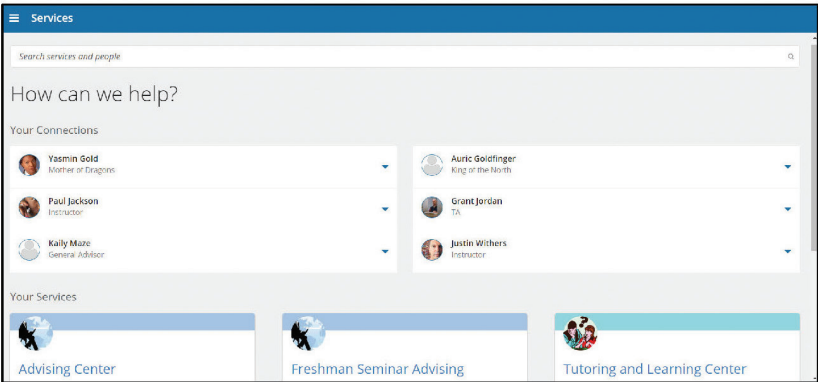 Services
Search services and people
How can we help?
Your Connections
Yasmin Gold
Mother of Dragons
Auric Goldfinger
King of the North
Paul Jackson
Instructor
Grant Jordan
TA
Kaily Maze
General Advisor
Justin Withers
Instructor
Your Services
Advising Center
Freshman Seminar Advising
Tutoring and Learning Center